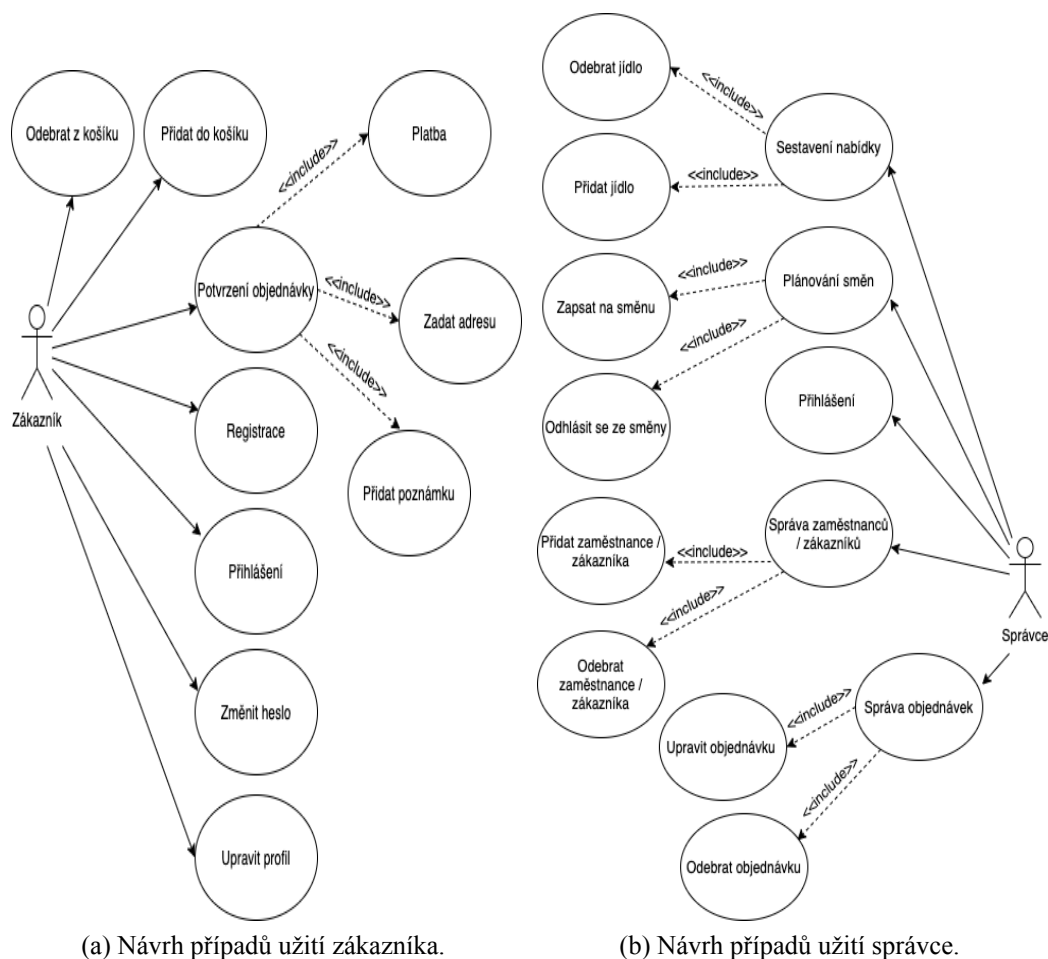 Odebrat z košíku
Přidat do košíku
<<include>>
Platba
Potvrzení objednávky
<<include>>
Zadat adresu
<<include>>
Zákazník
Registrace
Přidat poznámku
Přihlášení
Změnit heslo
Upravit profil
(a) Návrh případů užití zákazníka.
Odebrat jídlo
<<include>>
Sestavení nabídky
Přidat jídlo
<<include>>
Zapsat na směnu
<<include>>
Plánování směn
<<include>>
Odhlásit se ze směny
Přihlášení
Přidat zaměstnance /
zákazníka
<<include>>
Správa zaměstnanců
/ zákazníků
<<include>>
Odebrat
zaměstnance /
zákazníka
Správce
Upravit objednávku
<<include>>
Správa objednávek
<<include>>
Odebrat objednávku
(b) Návrh případů užití správce.